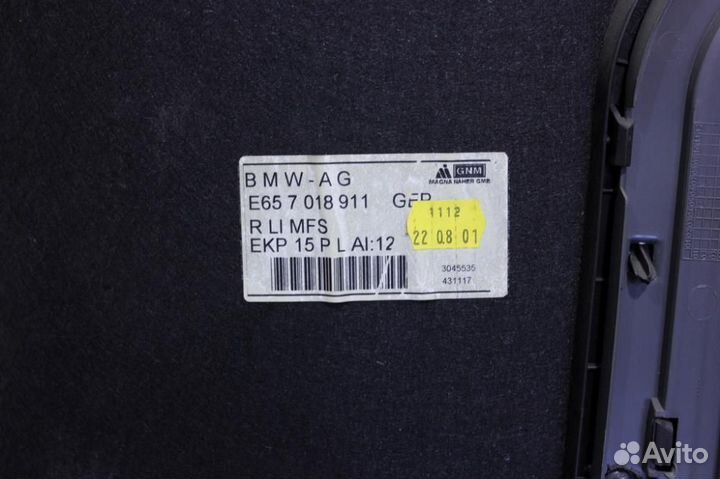 BMW-AG
GNM
MAGNA NAHER GMB
E65 7 018 911 GER
1112
R LI MFS
22 08 01
EKP 15 P L AI:12
3045535
431117
Avito